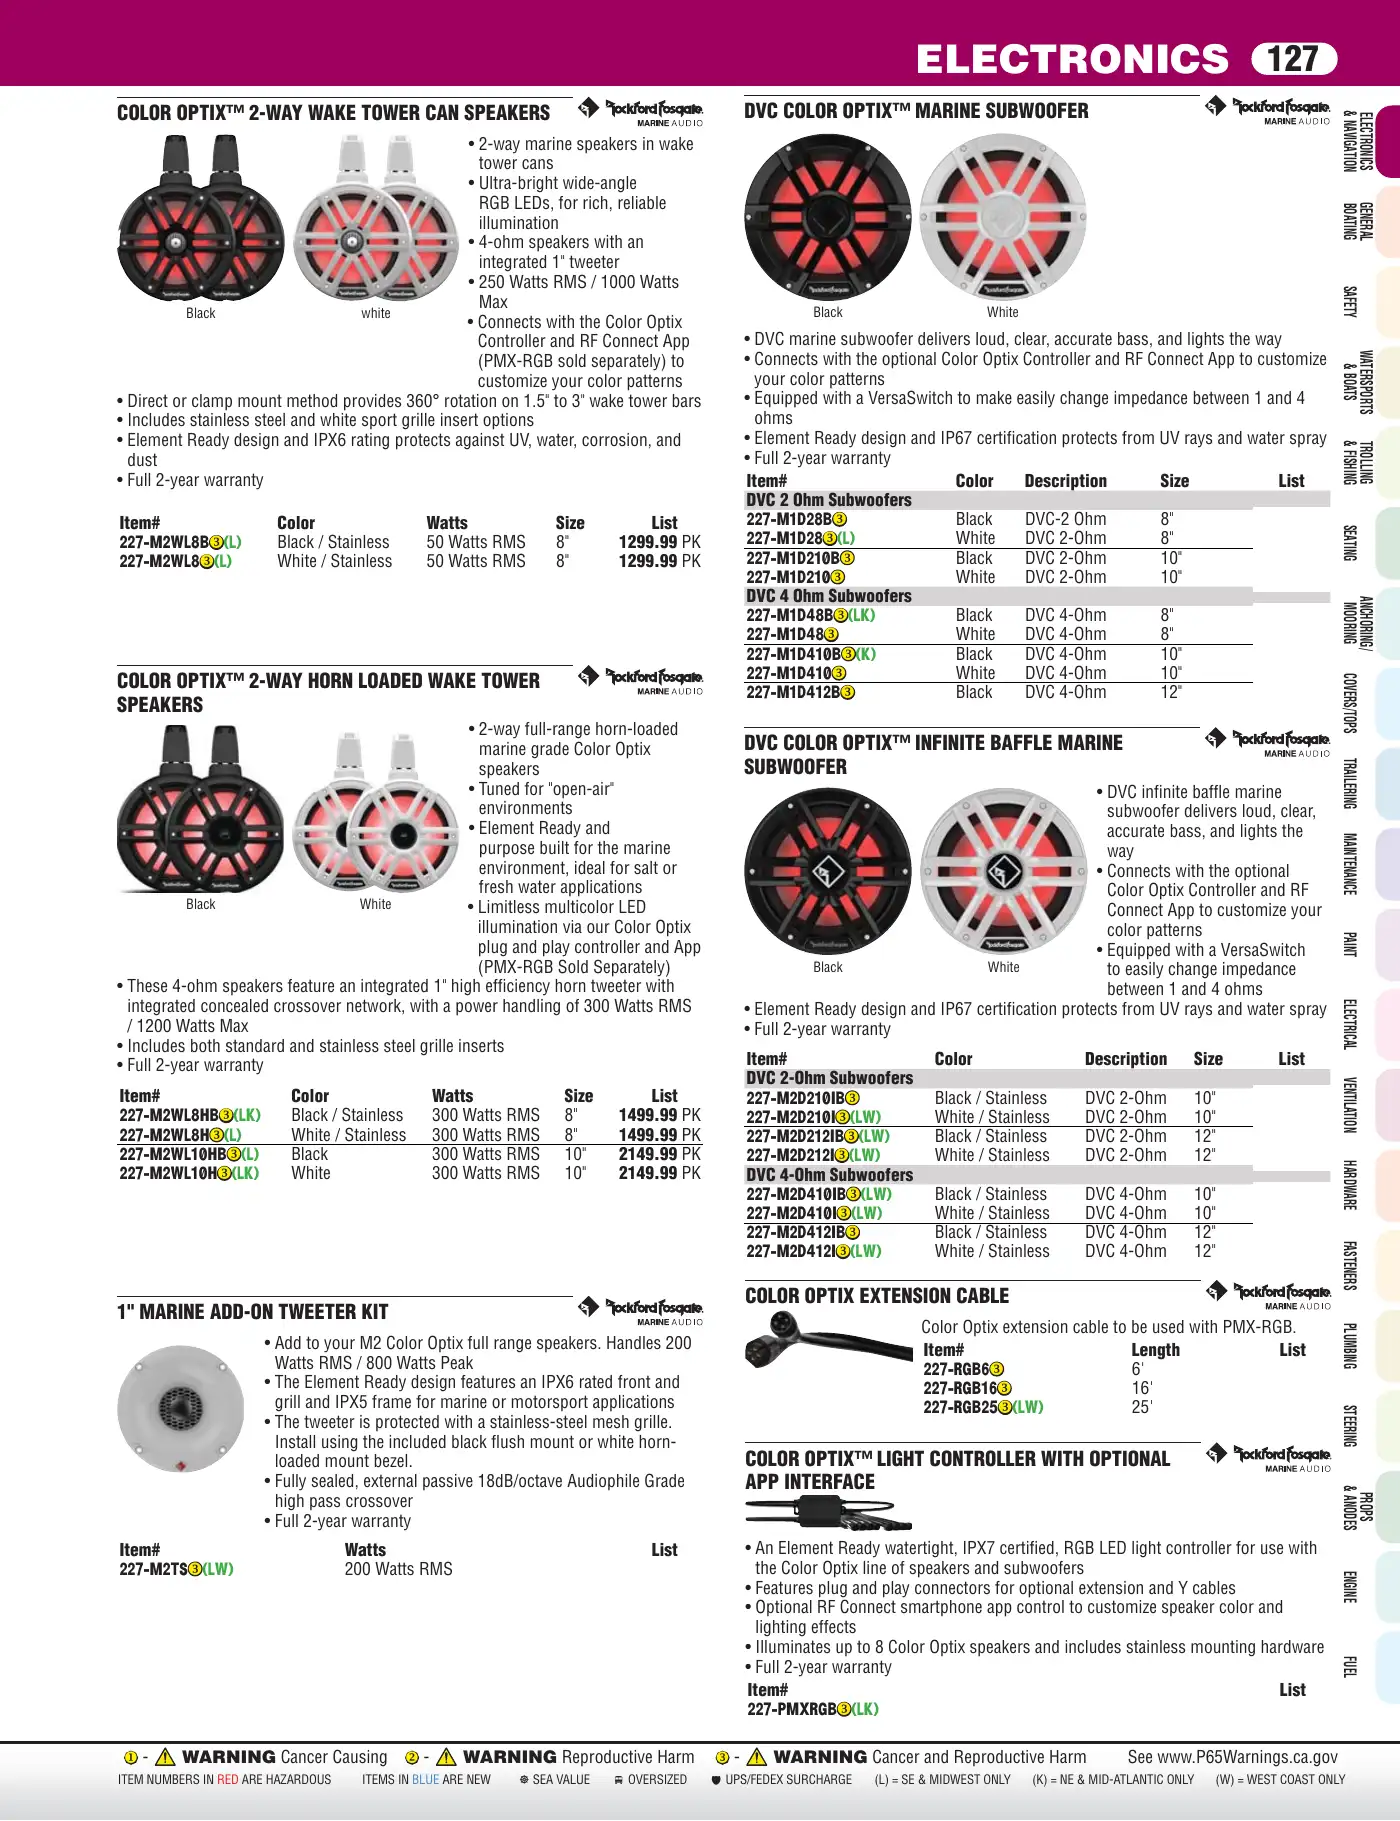 ELECTRONICS 127
COLOR OPTIX™ 2-WAY WAKE TOWER CAN SPEAKERS
Rockford Fosgate
MARINE AUDIO
Black
white
• 2-way marine speakers in wake
tower cans
• Ultra-bright wide-angle
RGB LEDs, for rich, reliable
illumination
• 4-ohm speakers with an
integrated 1" tweeter
• 250 Watts RMS / 1000 Watts
Max
• Connects with the Color Optix
Controller and RF Connect App
(PMX-RGB sold separately) to
customize your color patterns
• Direct or clamp mount method provides 360° rotation on 1.5" to 3" wake tower bars
• Includes stainless steel and white sport grille insert options
• Element Ready design and IPX6 rating protects against UV, water, corrosion, and
dust
• Full 2-year warranty
Item# Color Watts Size List
227-M2WL8B3(L) Black / Stainless 50 Watts RMS 8" 1299.99 PK
227-M2WL83(L) White / Stainless 50 Watts RMS 8" 1299.99 PK
COLOR OPTIX™ 2-WAY HORN LOADED WAKE TOWER
SPEAKERS
Rockford Fosgate
MARINE AUDIO
Black
White
• 2-way full-range horn-loaded
marine grade Color Optix
speakers
• Tuned for "open-air"
environments
• Element Ready and
purpose built for the marine
environment, ideal for salt or
fresh water applications
• Limitless multicolor LED
illumination via our Color Optix
plug and play controller and App
(PMX-RGB Sold Separately)
• These 4-ohm speakers feature an integrated 1" high efficiency horn tweeter with
integrated concealed crossover network, with a power handling of 300 Watts RMS
/ 1200 Watts Max
• Includes both standard and stainless steel grille inserts
• Full 2-year warranty
Item# Color Watts Size List
227-M2WL8HB3(LK) Black / Stainless 300 Watts RMS 8" 1499.99 PK
227-M2WL8H3(L) White / Stainless 300 Watts RMS 8" 1499.99 PK
227-M2WL10HB3(L) Black 300 Watts RMS 10" 2149.99 PK
227-M2WL10H3(LK) White 300 Watts RMS 10" 2149.99 PK
1" MARINE ADD-ON TWEETER KIT
Rockford Fosgate
MARINE AUDIO
• Add to your M2 Color Optix full range speakers. Handles 200
Watts RMS / 800 Watts Peak
• The Element Ready design features an IPX6 rated front and
grill and IPX5 frame for marine or motorsport applications
• The tweeter is protected with a stainless-steel mesh grille.
Install using the included black flush mount or white horn-
loaded mount bezel.
• Fully sealed, external passive 18dB/octave Audiophile Grade
high pass crossover
• Full 2-year warranty
Item# Watts List
227-M2TS3(LW) 200 Watts RMS
DVC COLOR OPTIX™ MARINE SUBWOOFER
Rockford Fosgate
MARINE AUDIO
Black
White
• DVC marine subwoofer delivers loud, clear, accurate bass, and lights the way
• Connects with the optional Color Optix Controller and RF Connect App to customize
your color patterns
• Equipped with a VersaSwitch to make easily change impedance between 1 and 4
ohms
• Element Ready design and IP67 certification protects from UV rays and water spray
• Full 2-year warranty
Item# Color Description Size List
DVC 2 Ohm Subwoofers
227-M1D28B3 Black DVC-2 Ohm 8"
227-M1D283(L) White DVC 2-Ohm 8"
227-M1D210B3 Black DVC 2-Ohm 10"
227-M1D2103 White DVC 2-Ohm 10"
DVC 4 Ohm Subwoofers
227-M1D48B3(LK) Black DVC 4-Ohm 8"
227-M1D483 White DVC 4-Ohm 8"
227-M1D410B3(K) Black DVC 4-Ohm 10"
227-M1D4103 White DVC 4-Ohm 10"
227-M1D412B3 Black DVC 4-Ohm 12"
DVC COLOR OPTIX™ INFINITE BAFFLE MARINE
SUBWOOFER
Rockford Fosgate
MARINE AUDIO
Black
White
• DVC infinite baffle marine
subwoofer delivers loud, clear,
accurate bass, and lights the
way
• Connects with the optional
Color Optix Controller and RF
Connect App to customize your
color patterns
• Equipped with a VersaSwitch
to easily change impedance
between 1 and 4 ohms
• Element Ready design and IP67 certification protects from UV rays and water spray
• Full 2-year warranty
Item# Color Description Size List
DVC 2-Ohm Subwoofers
227-M2D210IB3 Black / Stainless DVC 2-Ohm 10"
227-M2D210I3(LW) White / Stainless DVC 2-Ohm 10"
227-M2D212IB3(LW) Black / Stainless DVC 2-Ohm 12"
227-M2D212I3(LW) White / Stainless DVC 2-Ohm 12"
DVC 4-Ohm Subwoofers
227-M2D410IB3(LW) Black / Stainless DVC 4-Ohm 10"
227-M2D410I3(LW) White / Stainless DVC 4-Ohm 10"
227-M2D412IB3 Black / Stainless DVC 4-Ohm 12"
227-M2D412I3(LW) White / Stainless DVC 4-Ohm 12"
COLOR OPTIX EXTENSION CABLE
Rockford Fosgate
MARINE AUDIO
Color Optix extension cable to be used with PMX-RGB.
Item# Length List
227-RGB63 6'
227-RGB163 16'
227-RGB253(LW) 25'
COLOR OPTIX™ LIGHT CONTROLLER WITH OPTIONAL
APP INTERFACE
Rockford Fosgate
MARINE AUDIO
• An Element Ready watertight, IPX7 certified, RGB LED light controller for use with
the Color Optix line of speakers and subwoofers
• Features plug and play connectors for optional extension and Y cables
• Optional RF Connect smartphone app control to customize speaker color and
lighting effects
• Illuminates up to 8 Color Optix speakers and includes stainless mounting hardware
• Full 2-year warranty
Item# List
227-PMXRGB3(LK)
ELECTRONICS
& NAVIGATION
GENERAL
BOATING
SAFETY
WATERSPORTS
& BOATS
TROLLING
& FISHING
SEATING
ANCHORING/
MOORING
COVERS/TOPS
TRAILERING
MAINTENANCE
PAINT
ELECTRICAL
VENTILATION
HARDWARE
FASTENERS
PLUMBING
STEERING
PROPS
& ANODES
ENGINE
FUEL
1 - WARNING Cancer Causing 2 - WARNING Reproductive Harm 3 - WARNING Cancer and Reproductive Harm See www.P65Warnings.ca.gov
ITEM NUMBERS IN RED ARE HAZARDOUS ITEMS IN BLUE ARE NEW SEA VALUE OVERSIZED UPS/FEDEX SURCHARGE (L) = SE & MIDWEST ONLY (K) = NE & MID-ATLANTIC ONLY (W) = WEST COAST ONLY